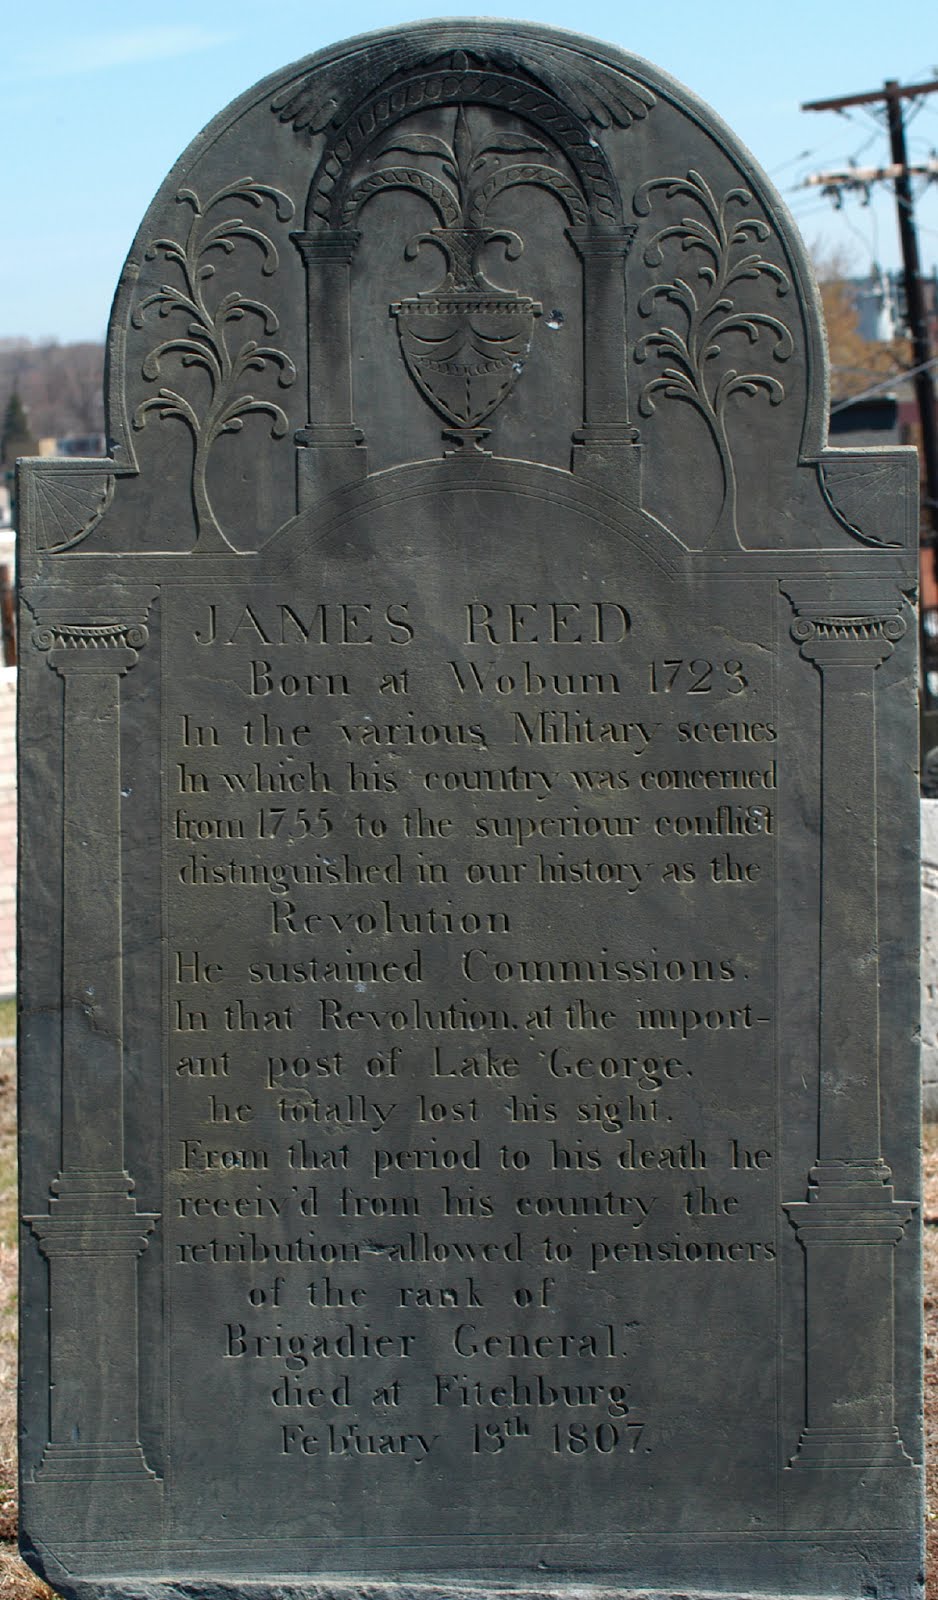 JAMES REED
Born at Woburn 1723.
In the various Military scenes
In which his country was concerned
from 1755 to the superiour conflict
distinguished in our history as the
Revolution
He sustained Commissions.
In that Revolution, at the import-
ant post of Lake George,
he totally lost his sight.
From that period to his death he
receiv'd from his country the
retribution allowed to pensioners
of the rank of
Brigadier General.
died at Fitchburg
February 13th 1807.